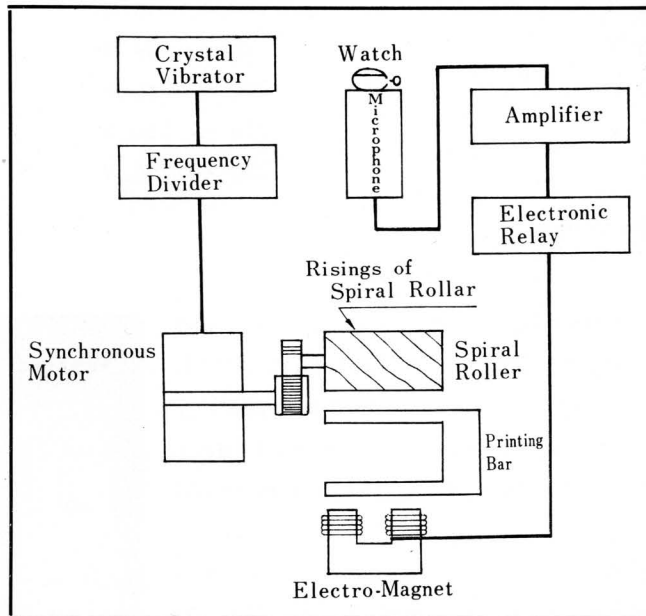 Crystal
Vibrator
Watch
Microphone
Amplifier
Frequency
Divider
Electronic
Relay
Risings of
Spiral Rollar
Synchronous
Motor
Spiral
Roller
Printing
Bar
Electro-Magnet